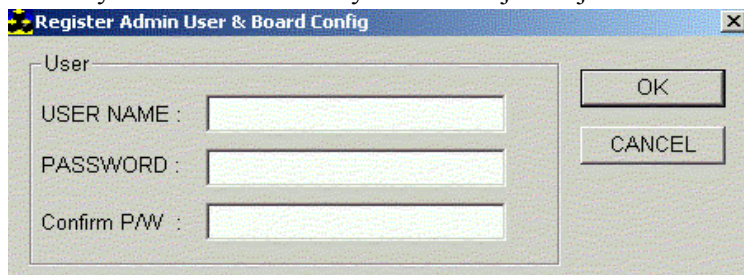 Register Admin User & Board Config
User
USER NAME :
OK
PASSWORD :
CANCEL
Confirm P/W :